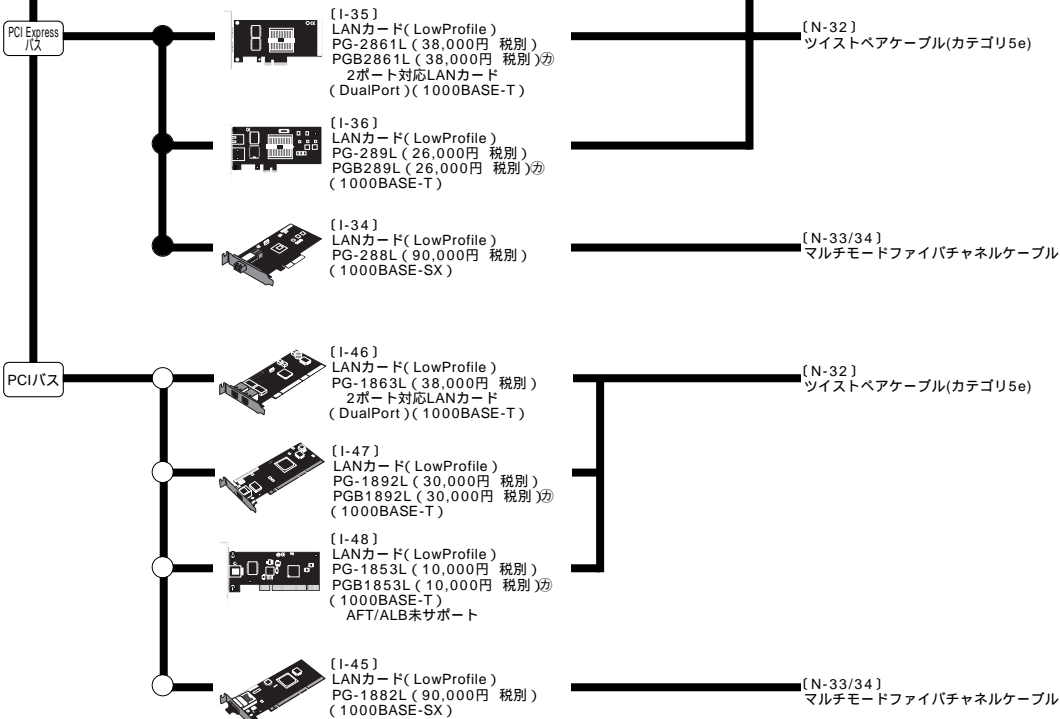 PCI Express
バス
〔I-35〕
LANカード( LowProfile )
PG-2861L ( 38,000円 税別 )
PGB2861L ( 38,000円 税別 )㋕
2ポート対応LANカード
( DualPort )( 1000BASE-T )
〔N-32〕
ツイストペアケーブル(カテゴリ5e)
〔I-36〕
LANカード( LowProfile )
PG-289L ( 26,000円 税別 )
PGB289L ( 26,000円 税別 )㋕
( 1000BASE-T )
〔I-34〕
LANカード( LowProfile )
PG-288L ( 90,000円 税別 )
( 1000BASE-SX )
〔N-33/34〕
マルチモードファイバチャネルケーブル
PCIバス
〔I-46〕
LANカード( LowProfile )
PG-1863L ( 38,000円 税別 )
2ポート対応LANカード
( DualPort )( 1000BASE-T )
〔N-32〕
ツイストペアケーブル(カテゴリ5e)
〔I-47〕
LANカード( LowProfile )
PG-1892L ( 30,000円 税別 )
PGB1892L ( 30,000円 税別 )㋕
( 1000BASE-T )
〔I-48〕
LANカード( LowProfile )
PG-1853L ( 10,000円 税別 )
PGB1853L ( 10,000円 税別 )㋕
( 1000BASE-T )
AFT/ALB未サポート
〔I-45〕
LANカード( LowProfile )
PG-1882L ( 90,000円 税別 )
( 1000BASE-SX )
〔N-33/34〕
マルチモードファイバチャネルケーブル